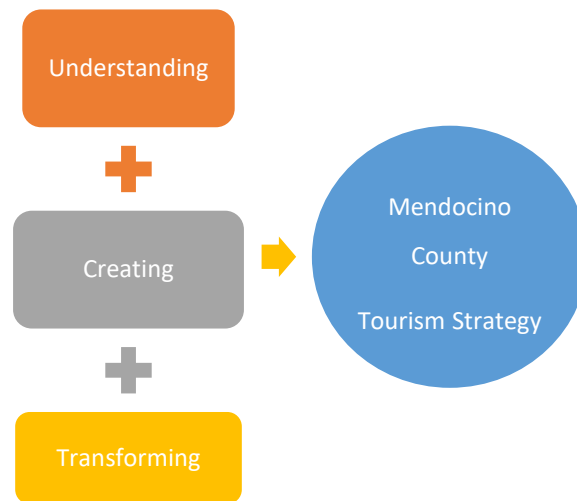 Understanding
Creating
Transforming
Mendocino
County
Tourism Strategy